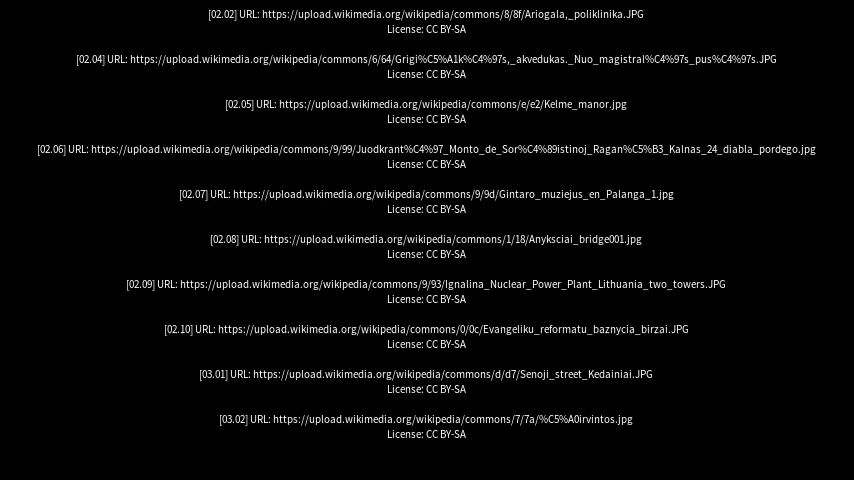 [02.02] URL: https://upload.wikimedia.org/wikipedia/commons/8/8f/Ariogala,_poliklinika.JPG
License: CC BY-SA
[02.04] URL: https://upload.wikimedia.org/wikipedia/commons/6/64/Grigi%C5%A1k%C4%97s,_akvedukas._Nuo_magistral%C4%97s_pus%C4%97s.JPG
License: CC BY-SA
[02.05] URL: https://upload.wikimedia.org/wikipedia/commons/e/e2/Kelme_manor.jpg
License: CC BY-SA
[02.06] URL: https://upload.wikimedia.org/wikipedia/commons/9/99/Juodkrant%C4%97_Monto_de_Sor%C4%89istinoj_Ragan%C5%B3_Kalnas_24_diabla_pordego.jpg
License: CC BY-SA
[02.07] URL: https://upload.wikimedia.org/wikipedia/commons/9/9d/Gintaro_muziejus_en_Palanga_1.jpg
License: CC BY-SA
[02.08] URL: https://upload.wikimedia.org/wikipedia/commons/1/18/Anyksciai_bridge001.jpg
License: CC BY-SA
[02.09] URL: https://upload.wikimedia.org/wikipedia/commons/9/93/Ignalina_Nuclear_Power_Plant_Lithuania_two_towers.JPG
License: CC BY-SA
[02.10] URL: https://upload.wikimedia.org/wikipedia/commons/0/0c/Evangeliku_reformatu_baznycia_birzai.JPG
License: CC BY-SA
[03.01] URL: https://upload.wikimedia.org/wikipedia/commons/d/d7/Senoji_street_Kedainiai.JPG
License: CC BY-SA
[03.02] URL: https://upload.wikimedia.org/wikipedia/commons/7/7a/%C5%A0irvintos.jpg
License: CC BY-SA